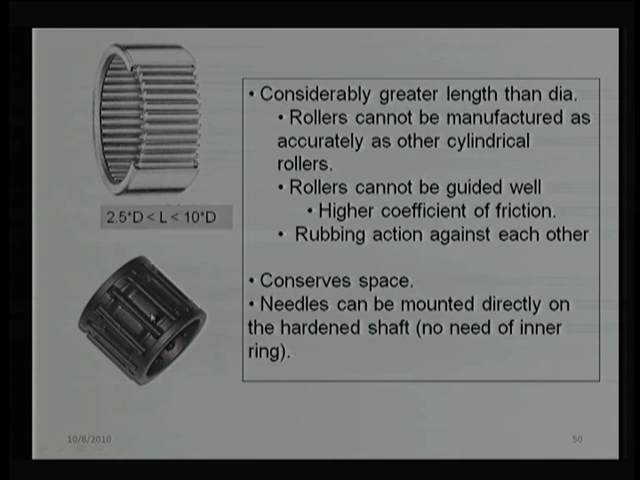 • Considerably greater length than dia.
• Rollers cannot be manufactured as
accurately as other cylindrical
rollers.
• Rollers cannot be guided well
• Higher coefficient of friction.
• Rubbing action against each other
2.5*D < L < 10*D
• Conserves space.
• Needles can be mounted directly on
the hardened shaft (no need of inner
ring).
10/8/2010
50